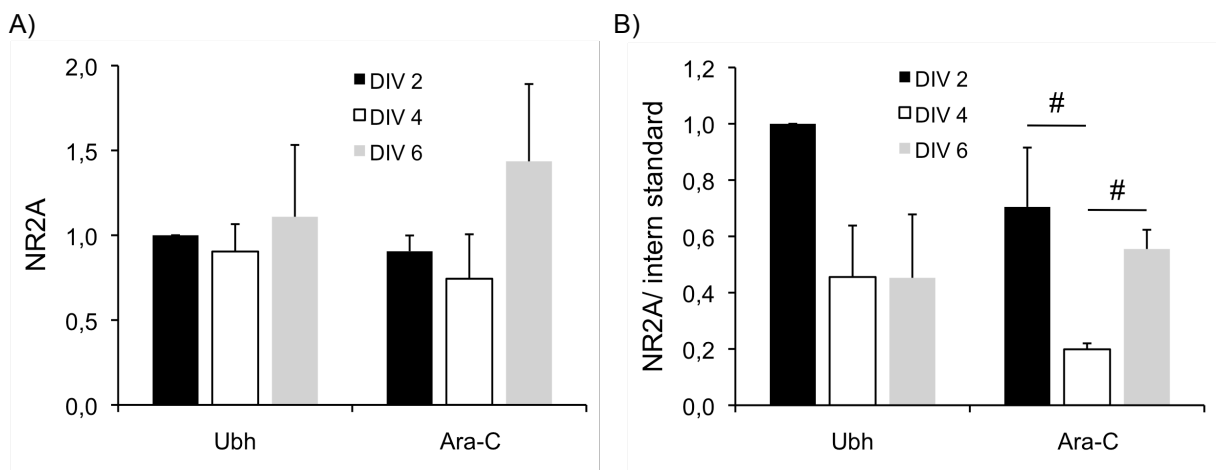 A)
NR2A
2,0
1,5
1,0
0,5
0,0
DIV 2
DIV 4
DIV 6
Ubh
Ara-C
B)
NR2A/ intern standard
1,2
1,0
0,8
0,6
0,4
0,2
0,0
DIV 2
DIV 4
DIV 6
#
#
Ubh
Ara-C